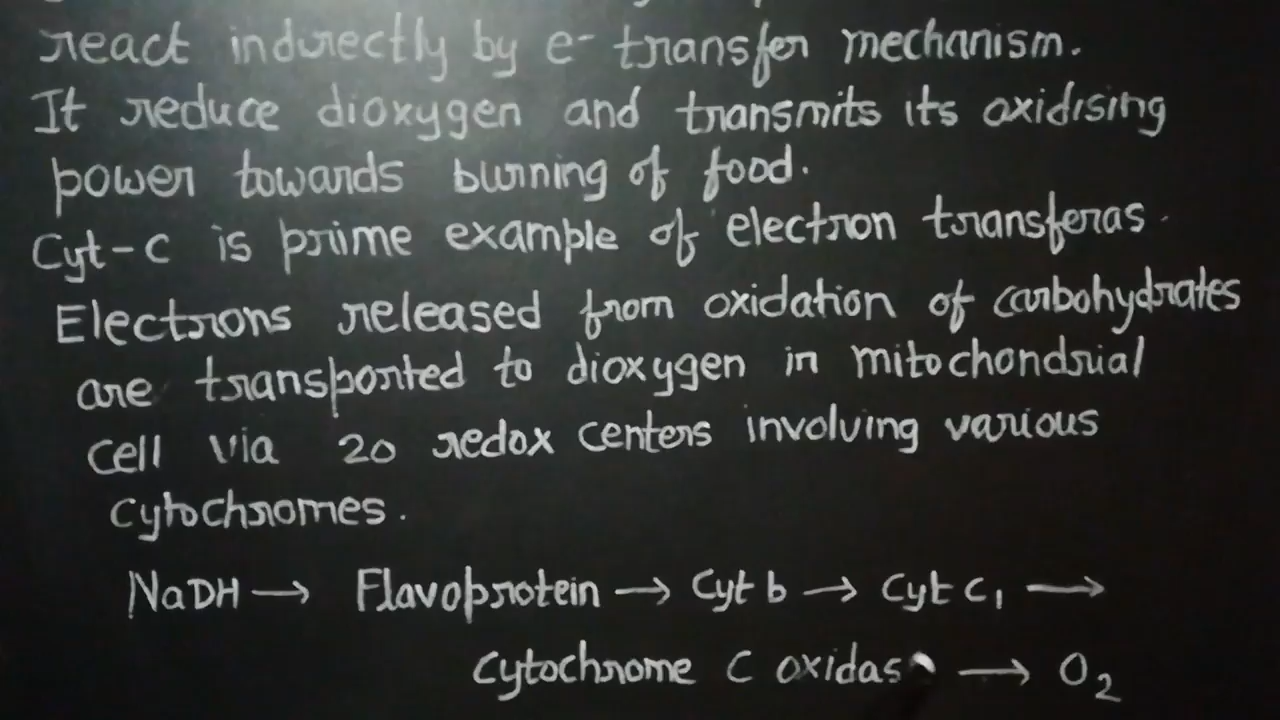 react indirectly by e- transfer mechanism.
It reduce dioxygen and transmits its oxidising
power towards burning of food.
Cyt-C is prime example of electron transferas.
Electrons released from oxidation of carbohydrates
are transported to dioxygen in mitochondrial
cell via 20 redox centers involving various
cytochromes.
NaDH → Flavoprotein → Cyt b → Cyt C₁ →
Cytochrome C oxidas → O₂